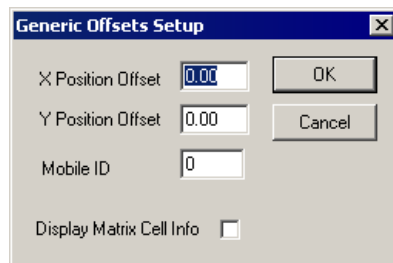 Generic Offsets Setup
X Position Offset 0.00 OK
Y Position Offset 0.00 Cancel
Mobile ID 0
Display Matrix Cell Info